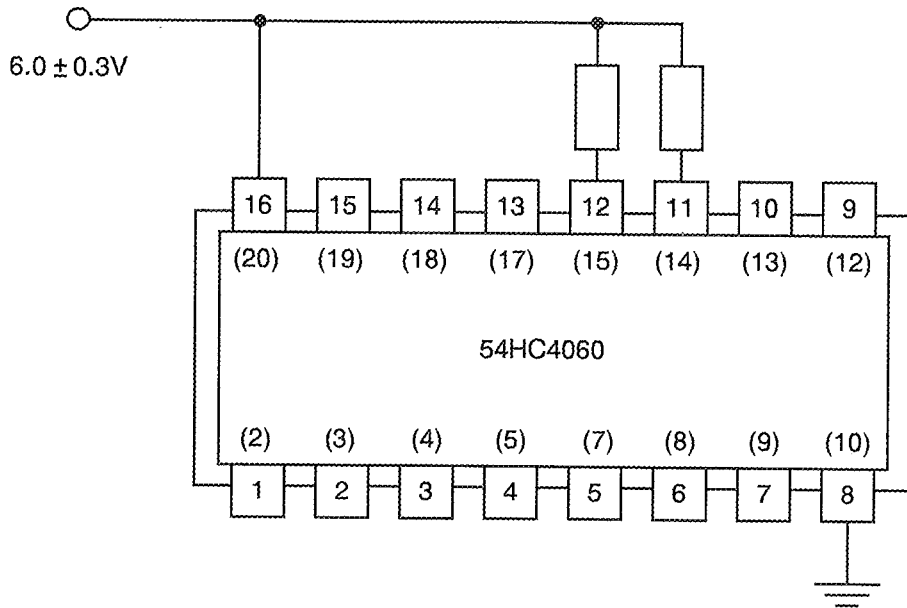 6.0 ± 0.3V
16 15 14 13 12 11 10 9
(20) (19) (18) (17) (15) (14) (13) (12)
54HC4060
(2) (3) (4) (5) (7) (8) (9) (10)
1 2 3 4 5 6 7 8